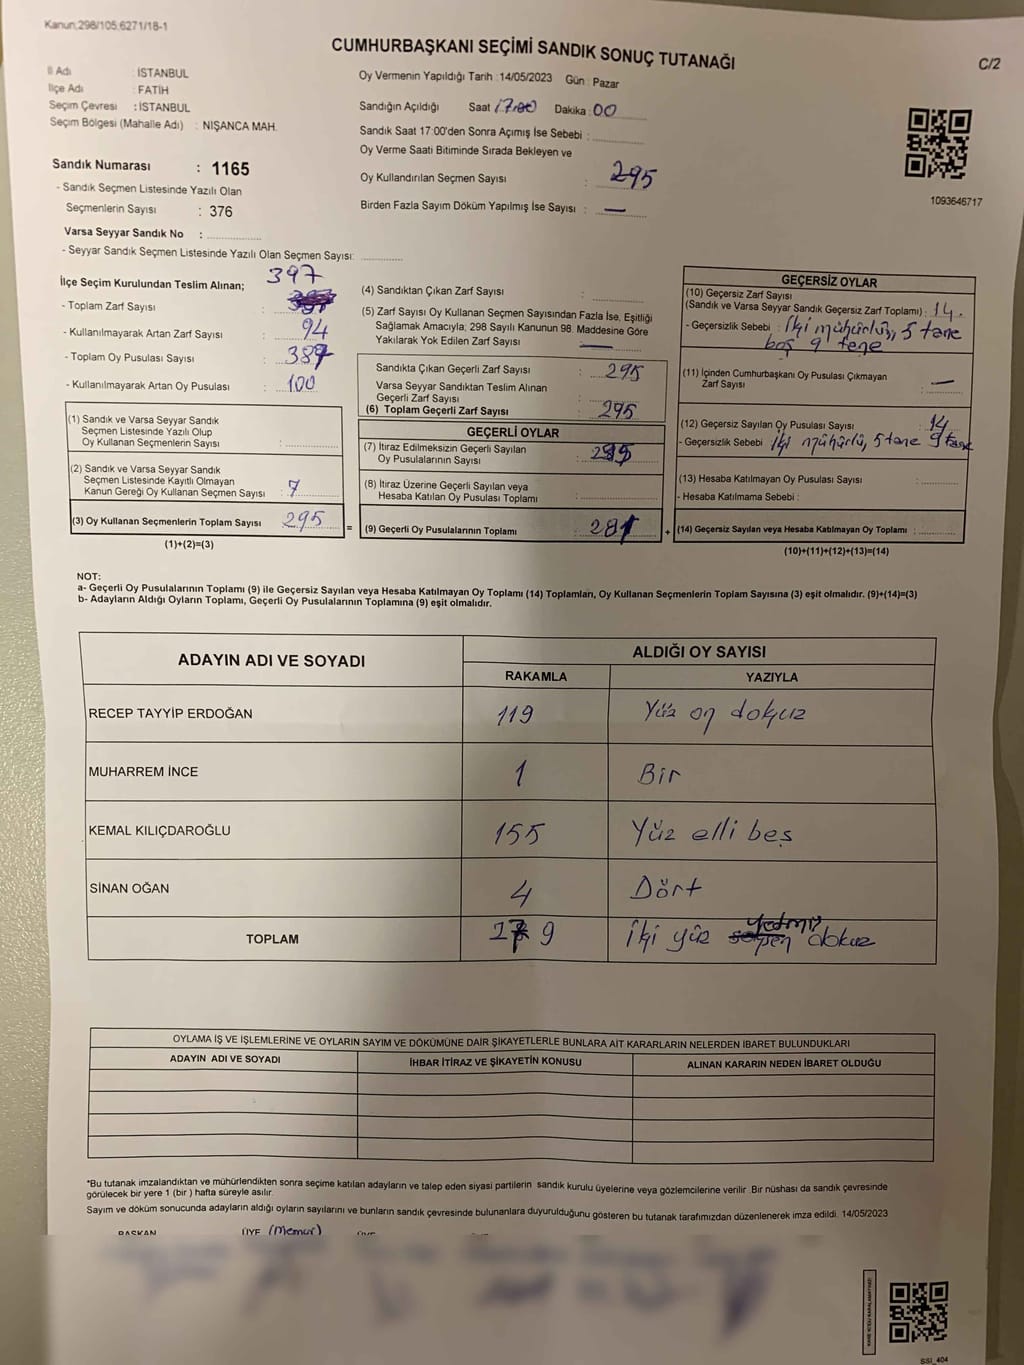 Kanun;298/105;6271/18-1
CUMHURBAŞKANI SEÇİMİ SANDIK SONUÇ TUTANAĞI
C/2
İl Adı : İSTANBUL
İlçe Adı : FATİH
Seçim Çevresi : İSTANBUL
Seçim Bölgesi (Mahalle Adı) : NIŞANCA MAH.
Sandık Numarası : 1165
- Sandık Seçmen Listesinde Yazılı Olan
Seçmenlerin Sayısı : 376
Varsa Seyyar Sandık No :
- Seyyar Sandık Seçmen Listesinde Yazılı Olan Seçmen Sayısı:
Oy Vermenin Yapıldığı Tarih :14/05/2023 Gün : Pazar
Sandığın Açıldığı Saat 17:00 Dakika : 00
Sandık Saat 17:00'den Sonra Açımış İse Sebebi :
Oy Verme Saati Bitiminde Sırada Bekleyen ve
Oy Kullandırılan Seçmen Sayısı : 295
Birden Fazla Sayım Döküm Yapılmış İse Sayısı : —
1093646717
İlçe Seçim Kurulundan Teslim Alınan; 397
- Toplam Zarf Sayısı :
- Kullanılmayarak Artan Zarf Sayısı : 94
- Toplam Oy Pusulası Sayısı : 387
- Kullanılmayarak Artan Oy Pusulası : 100
(1) Sandık ve Varsa Seyyar Sandık
Seçmen Listesinde Yazılı Olup
Oy Kullanan Seçmenlerin Sayısı :
(2) Sandık ve Varsa Seyyar Sandık
Seçmen Listesinde Kayıtlı Olmayan
Kanun Gereği Oy Kullanan Seçmen Sayısı : 7
(3) Oy Kullanan Seçmenlerin Toplam Sayısı 295
(1)+(2)=(3)
=
(4) Sandıktan Çıkan Zarf Sayısı :
(5) Zarf Sayısı Oy Kullanan Seçmen Sayısından Fazla İse, Eşitliği
Sağlamak Amacıyla; 298 Sayılı Kanunun 98. Maddesine Göre
Yakılarak Yok Edilen Zarf Sayısı : —
Sandıkta Çıkan Geçerli Zarf Sayısı : 295
Varsa Seyyar Sandıktan Teslim Alınan
Geçerli Zarf Sayısı :
(6) Toplam Geçerli Zarf Sayısı : 295
GEÇERLİ OYLAR
(7) İtiraz Edilmeksizin Geçerli Sayılan
Oy Pusulalarının Sayısı :
(8) İtiraz Üzerine Geçerli Sayılan veya
Hesaba Katılan Oy Pusulası Toplamı :
(9) Geçerli Oy Pusulalarının Toplamı : 281
+
GEÇERSİZ OYLAR
(10) Geçersiz Zarf Sayısı
(Sandık ve Varsa Seyyar Sandık Geçersiz Zarf Toplamı) : 14.
- Geçersizlik Sebebi : İki mühürlü, 5 tane
boş 9 tene
(11) İçinden Cumhurbaşkanı Oy Pusulası Çıkmayan
Zarf Sayısı : —
(12) Geçersiz Sayılan Oy Pusulası Sayısı : 14
- Geçersizlik Sebebi İki mühürlü, 5 tane 9 tane
(13) Hesaba Katılmayan Oy Pusulası Sayısı :
- Hesaba Katılmama Sebebi :
(14) Geçersiz Sayılan veya Hesaba Katılmayan Oy Toplamı :
(10)+(11)+(12)+(13)=(14)
NOT:
a- Geçerli Oy Pusulalarının Toplamı (9) ile Geçersiz Sayılan veya Hesaba Katılmayan Oy Toplamı (14) Toplamları, Oy Kullanan Seçmenlerin Toplam Sayısına (3) eşit olmalıdır. (9)+(14)=(3)
b- Adayların Aldığı Oyların Toplamı, Geçerli Oy Pusulalarının Toplamına (9) eşit olmalıdır.
ADAYIN ADI VE SOYADI
ALDIĞI OY SAYISI
RAKAMLA YAZIYLA
RECEP TAYYİP ERDOĞAN 119 Yüz on dokuz
MUHARREM İNCE 1 Bir
KEMAL KILIÇDAROĞLU 155 Yüz elli beş
SİNAN OĞAN 4 Dört
TOPLAM 279 İki yüz yetmiş dokuz
OYLAMA İŞ VE İŞLEMLERİNE VE OYLARIN SAYIM VE DÖKÜMÜNE DAİR ŞİKAYETLERLE BUNLARA AİT KARARLARIN NELERDEN İBARET BULUNDUKLARI
ADAYIN ADI VE SOYADI İHBAR İTİRAZ VE ŞİKAYETİN KONUSU ALINAN KARARIN NEDEN İBARET OLDUĞU
*Bu tutanak imzalandıktan ve mühürlendikten sonra seçime katılan adayların ve talep eden siyasi partilerin sandık kurulu üyelerine veya gözlemcilerine verilir. Bir nüshası da sandık çevresinde
görülecek bir yere 1 (bir ) hafta süreyle asılır.
Sayım ve döküm sonucunda adayların aldığı oyların sayılarını ve bunların sandık çevresinde bulunanlara duyurulduğunu gösteren bu tutanak tarafımızdan düzenlenerek imza edildi. 14/05/2023
BAŞKAN ÜYE (Memur) ÜYE
SSI_404